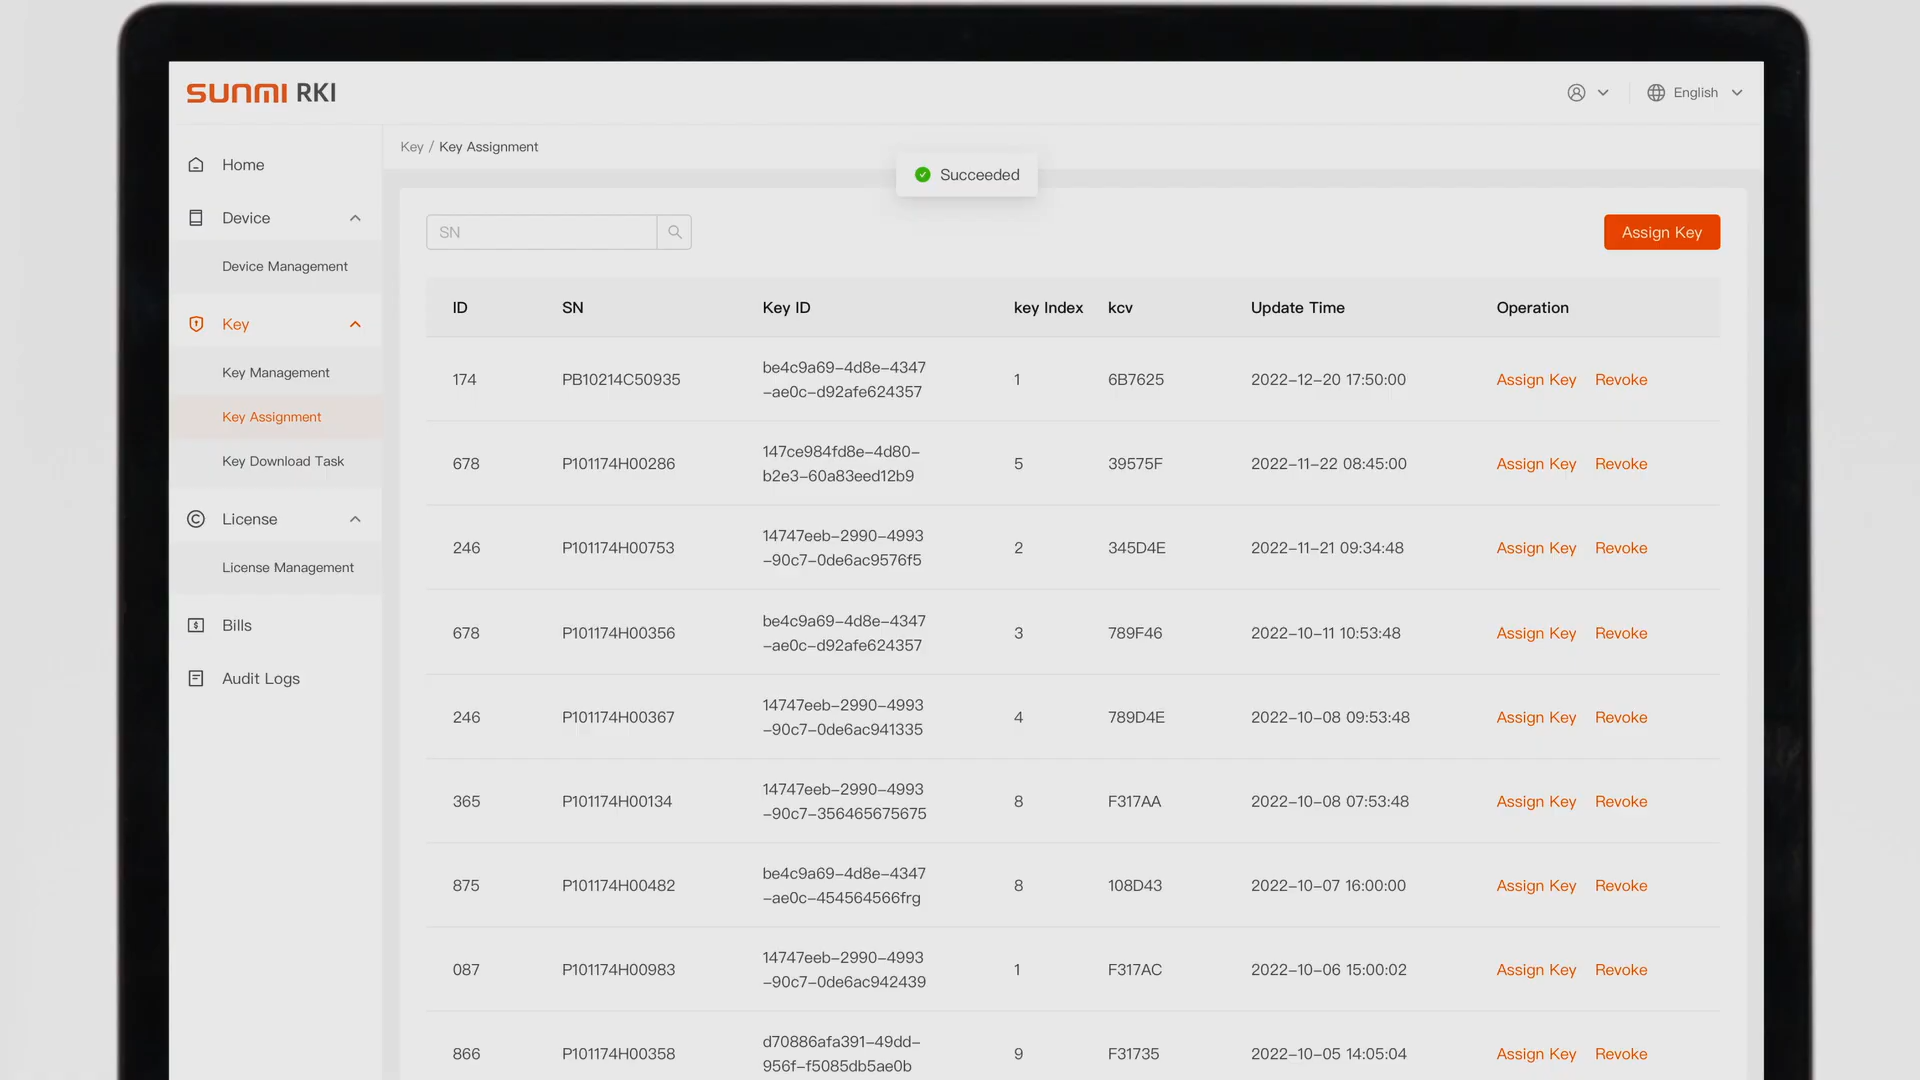 SUNMI RKI
English
Home
Device
Device Management
Key
Key Management
Key Assignment
Key Download Task
License
License Management
Bills
Audit Logs
Key / Key Assignment
Succeeded
SN
Assign Key
ID SN Key ID key Index kcv Update Time Operation
174 PB10214C50935 be4c9a69-4d8e-4347 1 6B7625 2022-12-20 17:50:00 Assign Key Revoke
-ae0c-d92afe624357
678 P101174H00286 147ce984fd8e-4d80- 5 39575F 2022-11-22 08:45:00 Assign Key Revoke
b2e3-60a83eed12b9
246 P101174H00753 14747eeb-2990-4993 2 345D4E 2022-11-21 09:34:48 Assign Key Revoke
-90c7-0de6ac9576f5
678 P101174H00356 be4c9a69-4d8e-4347 3 789F46 2022-10-11 10:53:48 Assign Key Revoke
-ae0c-d92afe624357
246 P101174H00367 14747eeb-2990-4993 4 789D4E 2022-10-08 09:53:48 Assign Key Revoke
-90c7-0de6ac941335
365 P101174H00134 14747eeb-2990-4993 8 F317AA 2022-10-08 07:53:48 Assign Key Revoke
-90c7-356465675675
875 P101174H00482 be4c9a69-4d8e-4347 8 108D43 2022-10-07 16:00:00 Assign Key Revoke
-ae0c-454564566frg
087 P101174H00983 14747eeb-2990-4993 1 F317AC 2022-10-06 15:00:02 Assign Key Revoke
-90c7-0de6ac942439
866 P101174H00358 d70886afa391-49dd- 9 F31735 2022-10-05 14:05:04 Assign Key Revoke
956f-f5085db5ae0b